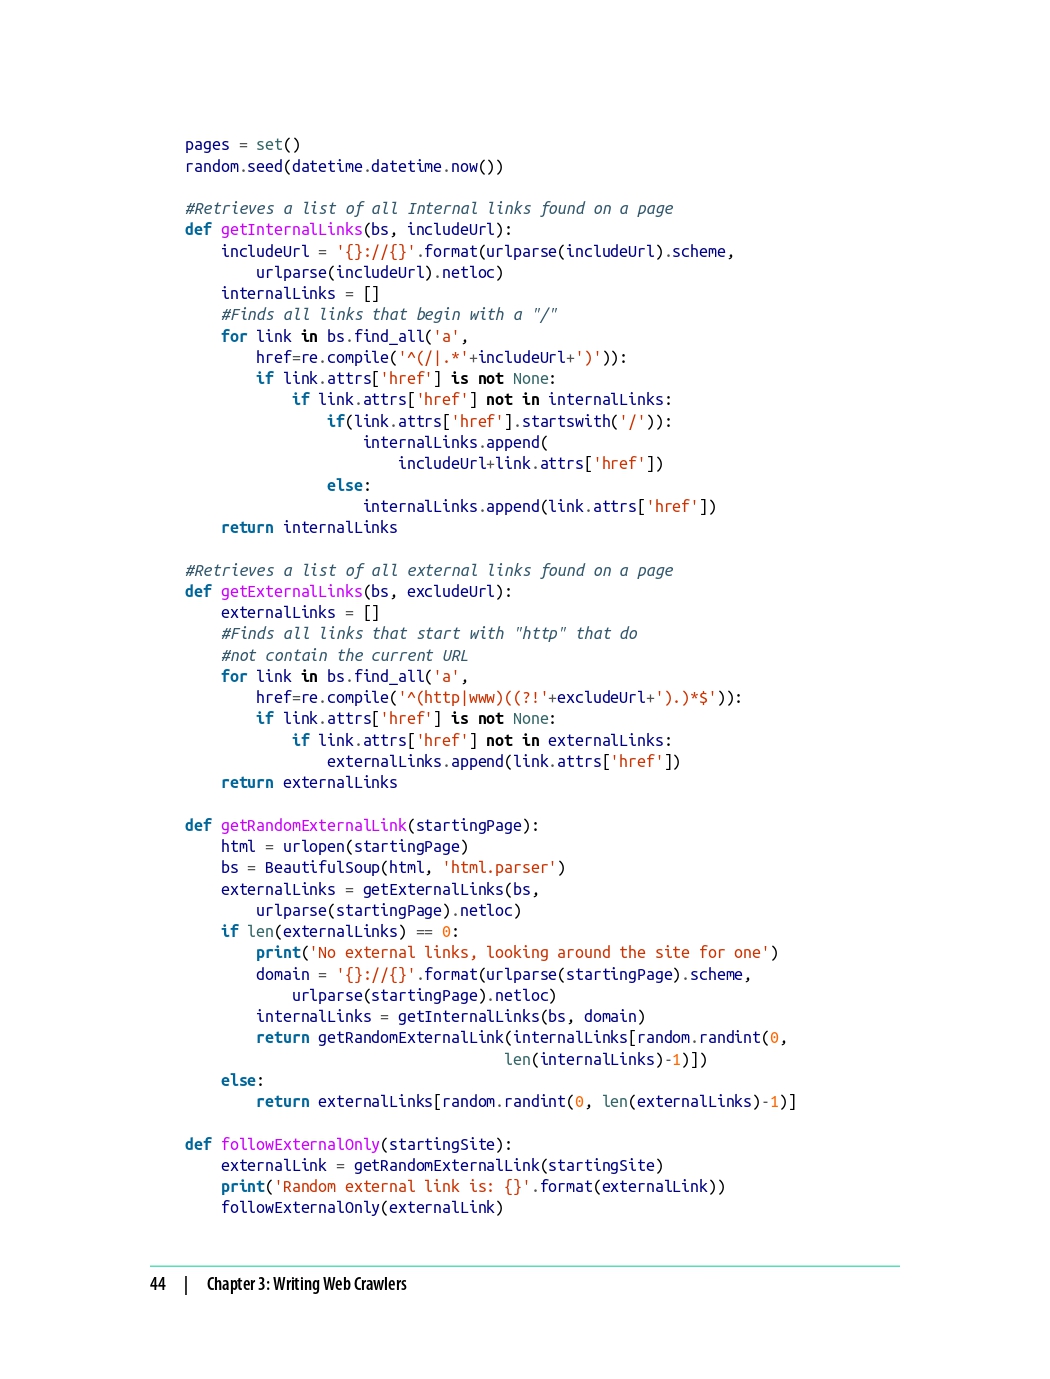 pages = set()
random.seed(datetime.datetime.now())

#Retrieves a list of all Internal links found on a page
def getInternalLinks(bs, includeUrl):
    includeUrl = '{}://{}'.format(urlparse(includeUrl).scheme,
        urlparse(includeUrl).netloc)
    internalLinks = []
    #Finds all links that begin with a "/"
    for link in bs.find_all('a',
        href=re.compile('^(/|.*'+includeUrl+')')):
        if link.attrs['href'] is not None:
            if link.attrs['href'] not in internalLinks:
                if(link.attrs['href'].startswith('/')):
                    internalLinks.append(
                        includeUrl+link.attrs['href'])
                else:
                    internalLinks.append(link.attrs['href'])
    return internalLinks

#Retrieves a list of all external links found on a page
def getExternalLinks(bs, excludeUrl):
    externalLinks = []
    #Finds all links that start with "http" that do
    #not contain the current URL
    for link in bs.find_all('a',
        href=re.compile('^(http|www)((?!'+excludeUrl+').)*$')):
        if link.attrs['href'] is not None:
            if link.attrs['href'] not in externalLinks:
                externalLinks.append(link.attrs['href'])
    return externalLinks

def getRandomExternalLink(startingPage):
    html = urlopen(startingPage)
    bs = BeautifulSoup(html, 'html.parser')
    externalLinks = getExternalLinks(bs,
        urlparse(startingPage).netloc)
    if len(externalLinks) == 0:
        print('No external links, looking around the site for one')
        domain = '{}://{}'.format(urlparse(startingPage).scheme,
            urlparse(startingPage).netloc)
        internalLinks = getInternalLinks(bs, domain)
        return getRandomExternalLink(internalLinks[random.randint(0,
                                    len(internalLinks)-1)])
    else:
        return externalLinks[random.randint(0, len(externalLinks)-1)]

def followExternalOnly(startingSite):
    externalLink = getRandomExternalLink(startingSite)
    print('Random external link is: {}'.format(externalLink))
    followExternalOnly(externalLink)

44 | Chapter 3: Writing Web Crawlers